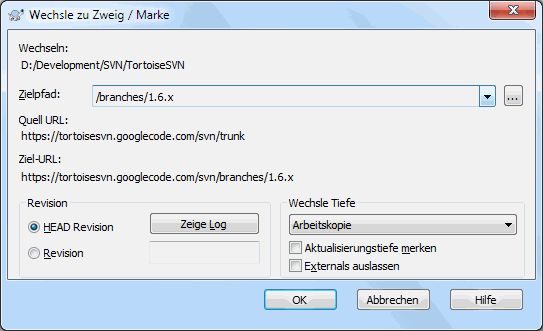 Wechsle zu Zweig / Marke
Wechseln:
D:/Development/SVN/TortoiseSVN
Zielpfad:
/branches/1.6.x
...
Quell URL:
https://tortoisesvn.googlecode.com/svn/trunk
Ziel-URL:
https://tortoisesvn.googlecode.com/svn/branches/1.6.x
Revision
HEAD Revision
Zeige Log
Revision
Wechsle Tiefe
Arbeitskopie
Aktualisierungstiefe merken
Externals auslassen
OK
Abbrechen
Hilfe